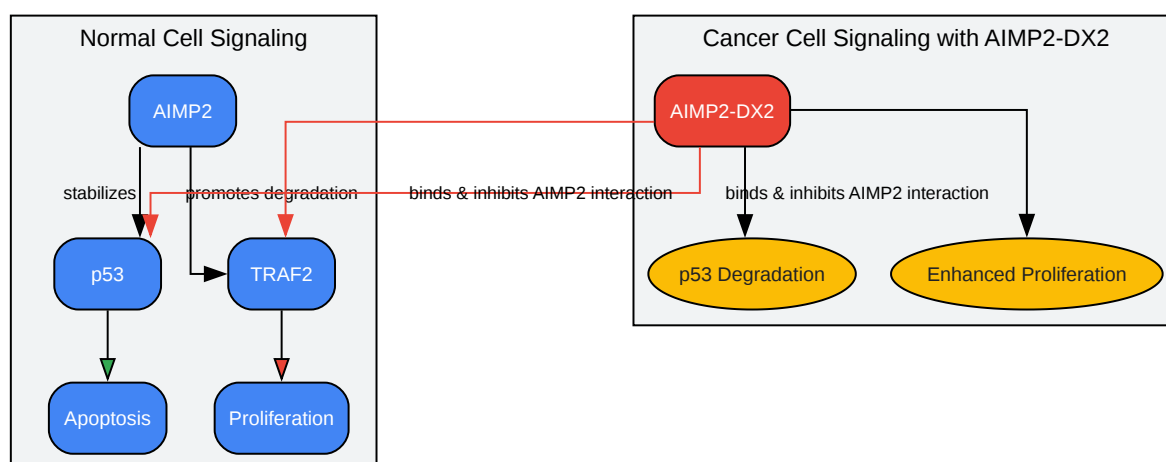 Normal Cell Signaling
Cancer Cell Signaling with AIMP2-DX2
AIMP2
AIMP2-DX2
stabilizes
promotes degradation
binds & inhibits AIMP2 interaction
binds & inhibits AIMP2 interaction
p53
TRAF2
p53 Degradation
Enhanced Proliferation
Apoptosis
Proliferation